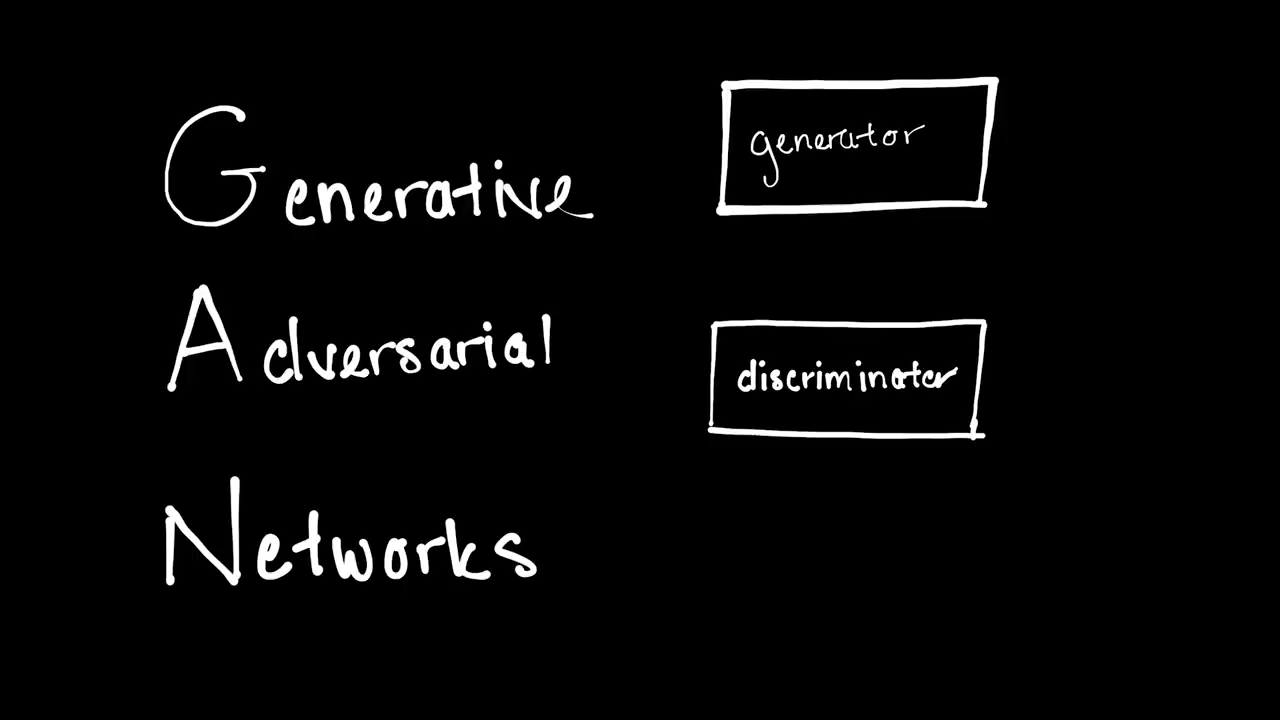 Generative
Adversarial
Networks
generator
discriminator